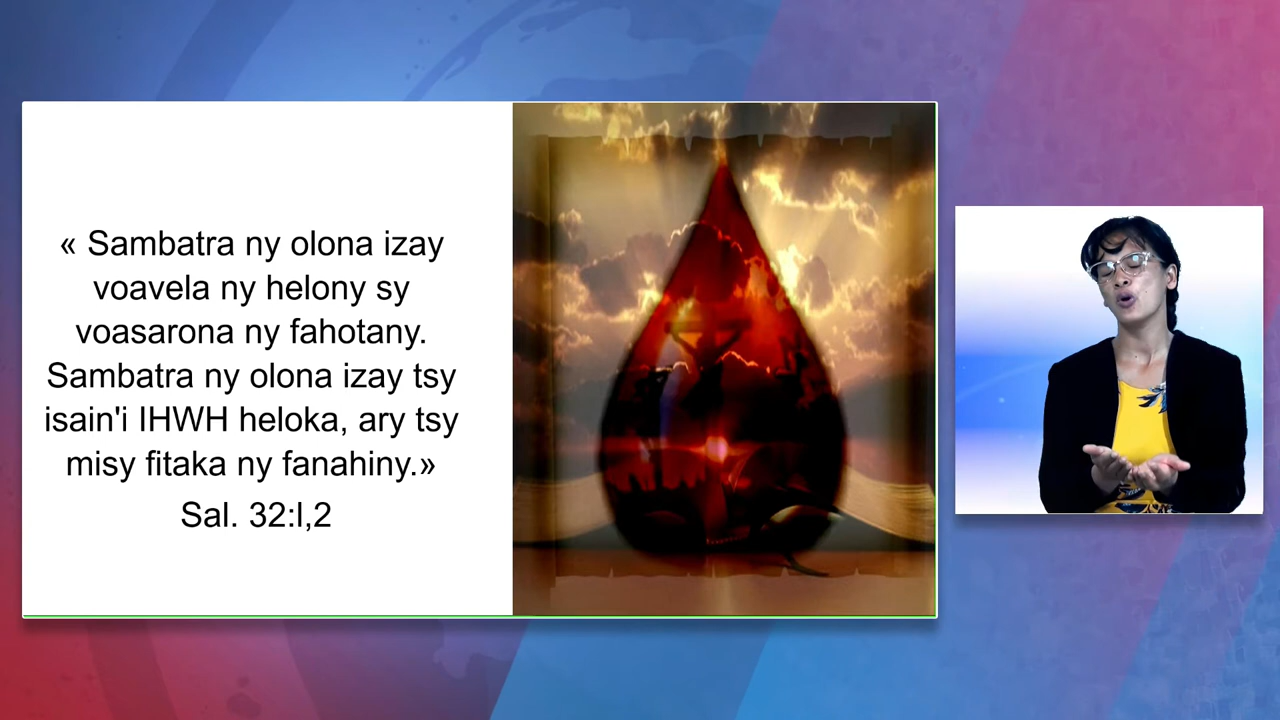 « Sambatra ny olona izay
voavela ny helony sy
voasarona ny fahotany.
Sambatra ny olona izay tsy
isain'i IHWH heloka, ary tsy
misy fitaka ny fanahiny.»
Sal. 32:l,2